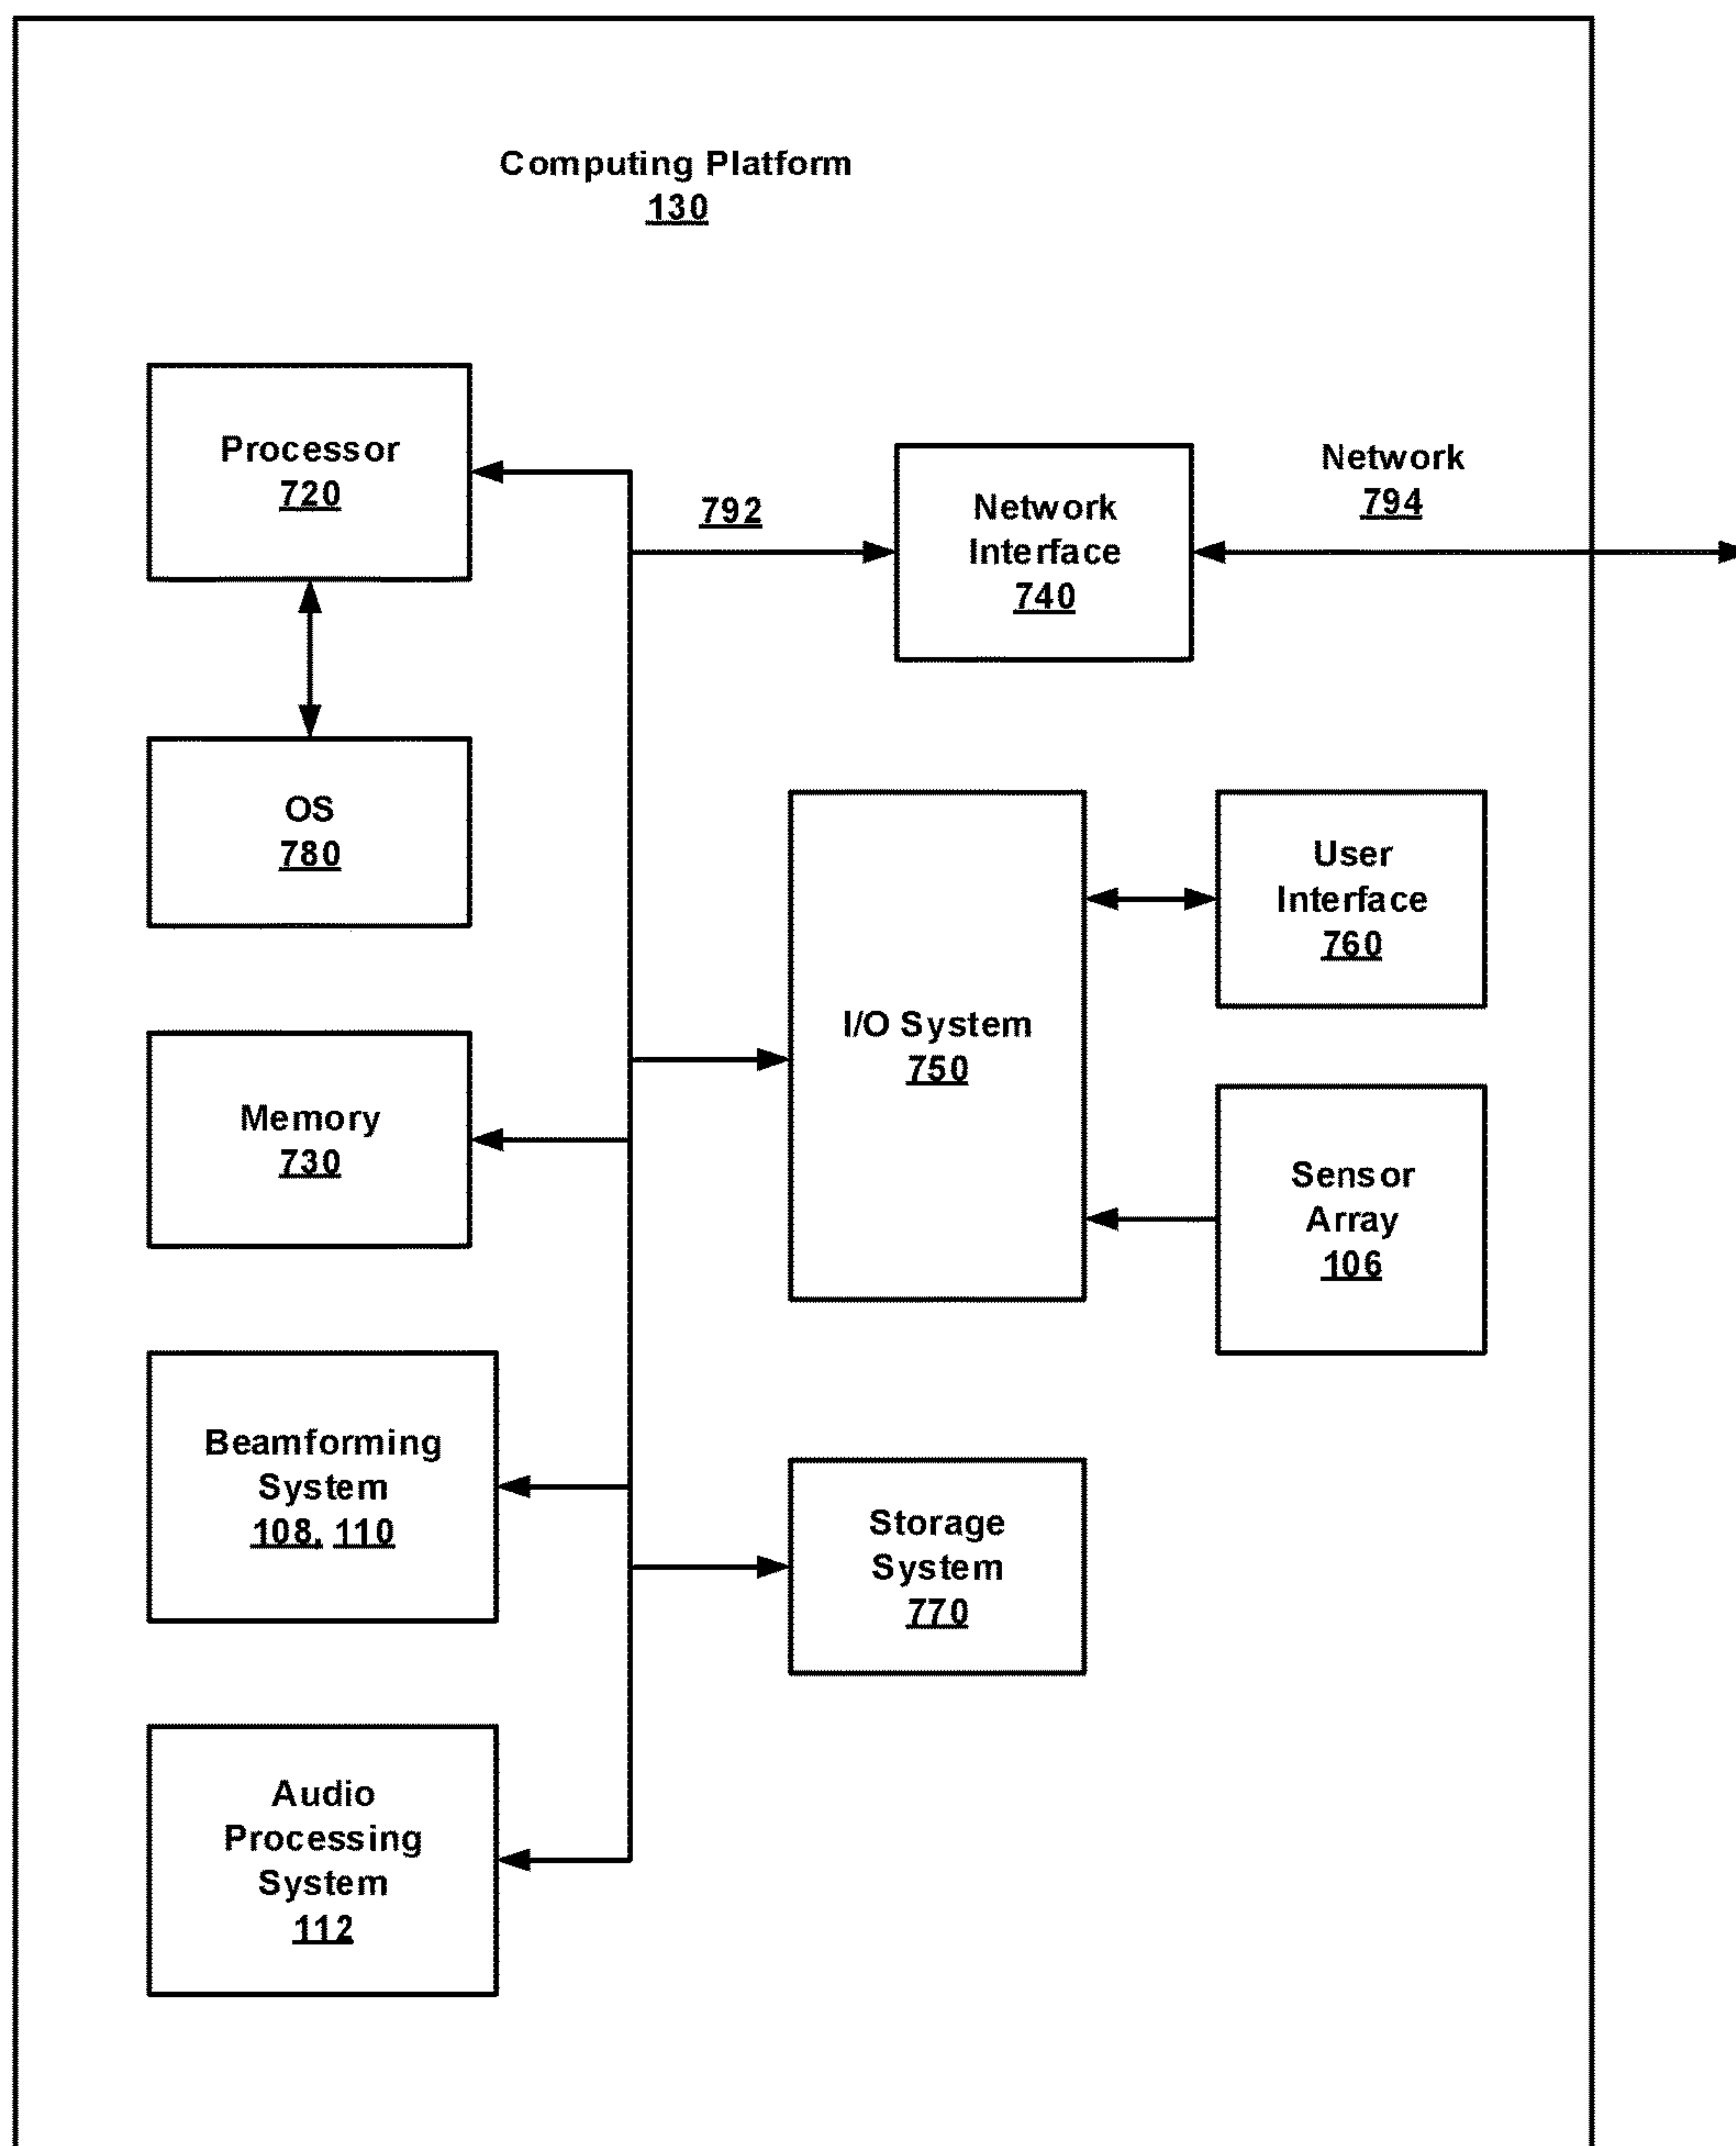 Computing Platform
130
Processor
720
792
Network
Interface
740
Network
794
OS
780
I/O System
750
User
Interface
760
Memory
730
Sensor
Array
106
Beamforming
System
108, 110
Storage
System
770
Audio
Processing
System
112